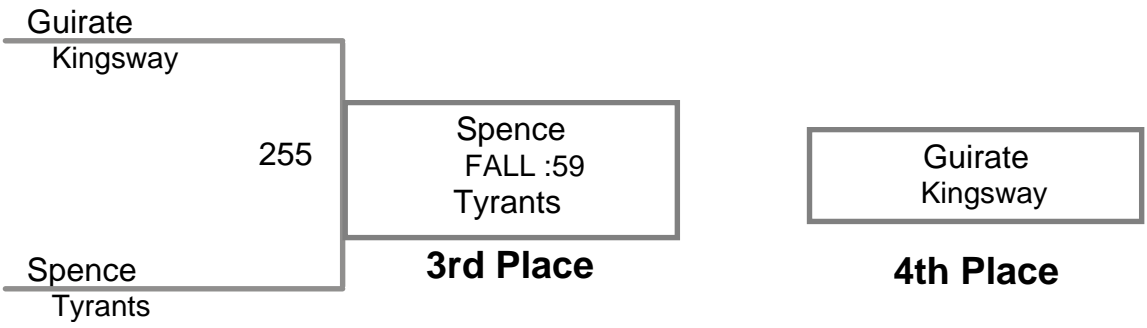 Guirate
Kingsway
255
Spence
Tyrants
Spence
FALL :59
Tyrants
3rd Place
Guirate
Kingsway
4th Place